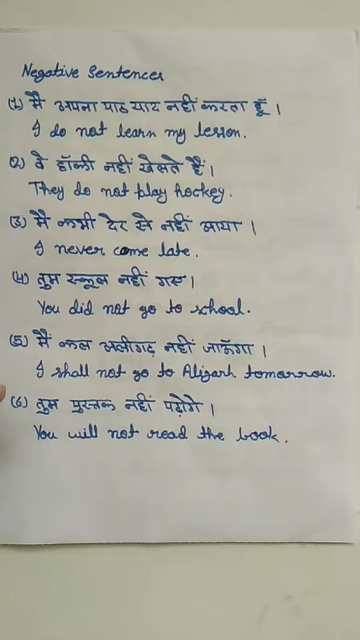 Negative Sentences
(1) मैं अपना पाठ याद नहीं करता हूँ ।
I do not learn my lesson.
(2) वे हॉकी नहीं खेलते हैं।
They do not play hockey.
(3) मैं कभी देर से नहीं आया ।
I never come late.
(4) तुम स्कूल नहीं गए।
You did not go to school.
(5) मैं कल अलीगढ़ नहीं जाऊँगा ।
I shall not go to Aligarh tomorrow.
(6) तुम पुस्तक नहीं पढ़ोगे ।
You will not read the book.